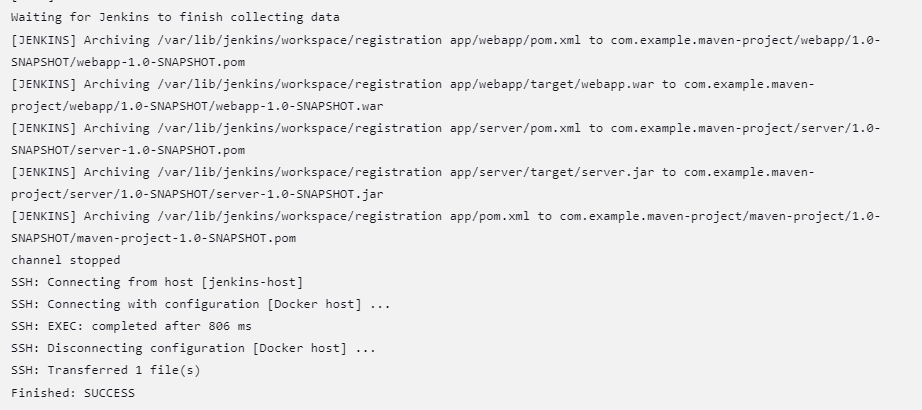 Waiting for Jenkins to finish collecting data
[JENKINS] Archiving /var/lib/jenkins/workspace/registration app/webapp/pom.xml to com.example.maven-project/webapp/1.0-
SNAPSHOT/webapp-1.0-SNAPSHOT.pom
[JENKINS] Archiving /var/lib/jenkins/workspace/registration app/webapp/target/webapp.war to com.example.maven-
project/webapp/1.0-SNAPSHOT/webapp-1.0-SNAPSHOT.war
[JENKINS] Archiving /var/lib/jenkins/workspace/registration app/server/pom.xml to com.example.maven-project/server/1.0-
SNAPSHOT/server-1.0-SNAPSHOT.pom
[JENKINS] Archiving /var/lib/jenkins/workspace/registration app/server/target/server.jar to com.example.maven-
project/server/1.0-SNAPSHOT/server-1.0-SNAPSHOT.jar
[JENKINS] Archiving /var/lib/jenkins/workspace/registration app/pom.xml to com.example.maven-project/maven-project/1.0-
SNAPSHOT/maven-project-1.0-SNAPSHOT.pom
channel stopped
SSH: Connecting from host [jenkins-host]
SSH: Connecting with configuration [Docker host] ...
SSH: EXEC: completed after 806 ms
SSH: Disconnecting configuration [Docker host] ...
SSH: Transferred 1 file(s)
Finished: SUCCESS